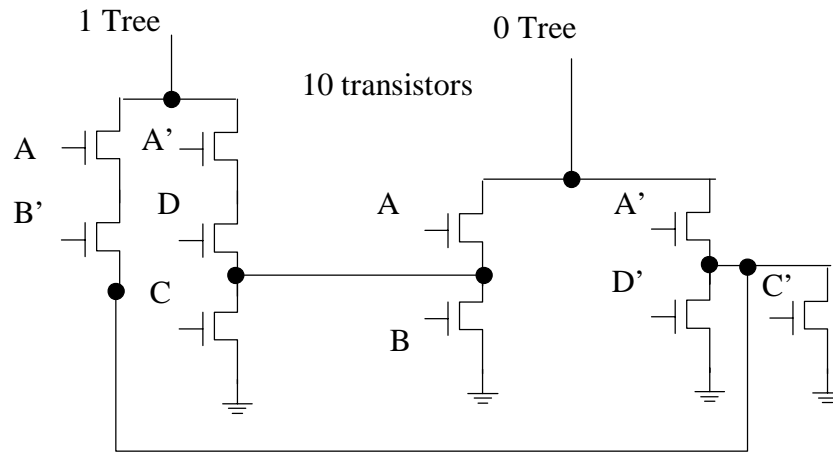 1 Tree
0 Tree
10 transistors
A
A’
B’
D
C
A
B
A’
D’
C’